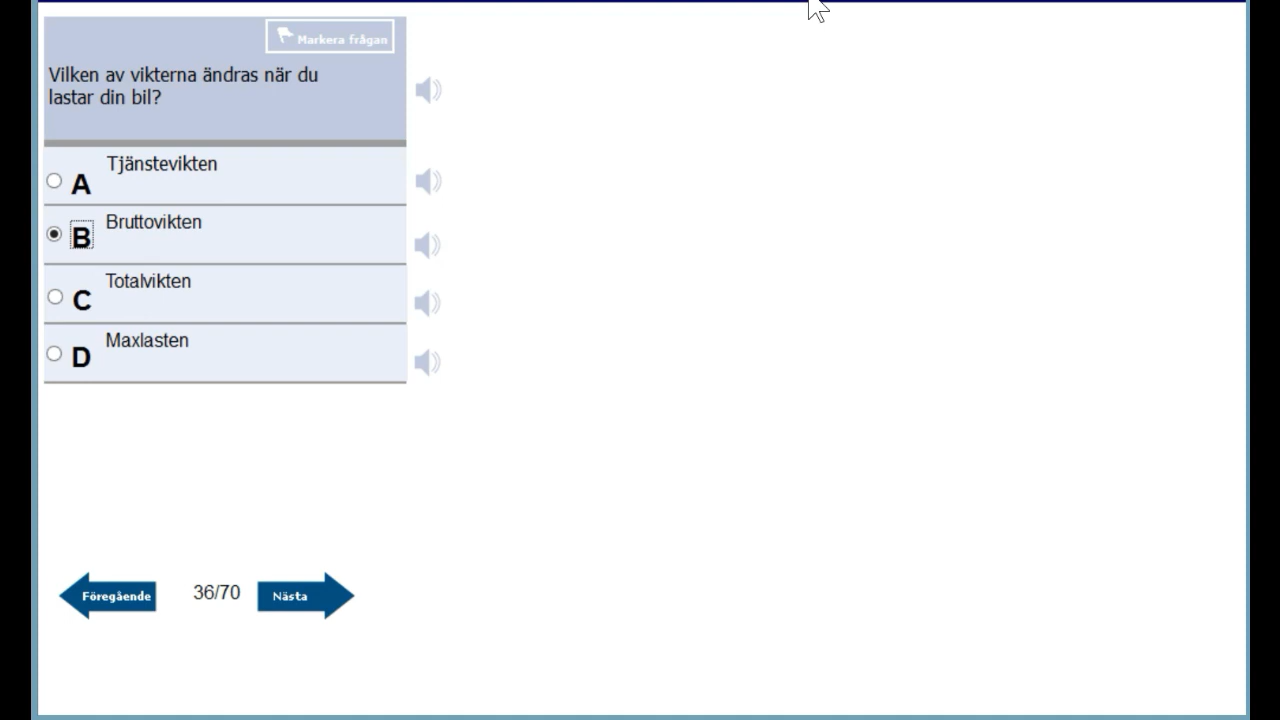 Markera frågan
Vilken av vikterna ändras när du
lastar din bil?
A Tjänstevikten
B Bruttovikten
C Totalvikten
D Maxlasten
Föregående 36/70 Nästa